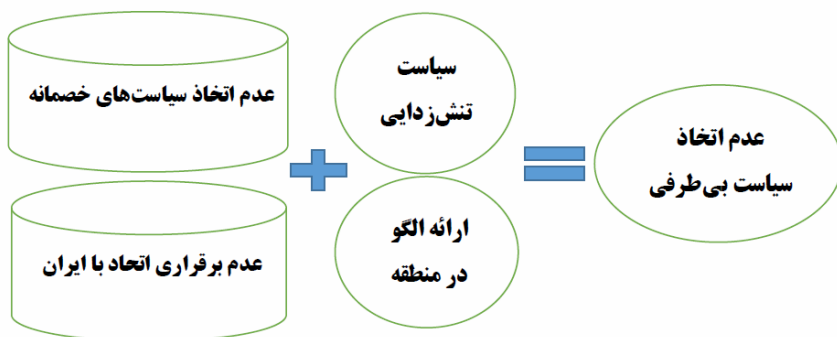 عدم اتخاذ سیاست‌های خصمانه
عدم برقراری اتحاد با ایران
سیاست
تنش‌زدایی
ارائه الگو
در منطقه
عدم اتخاذ
سیاست بی‌طرفی